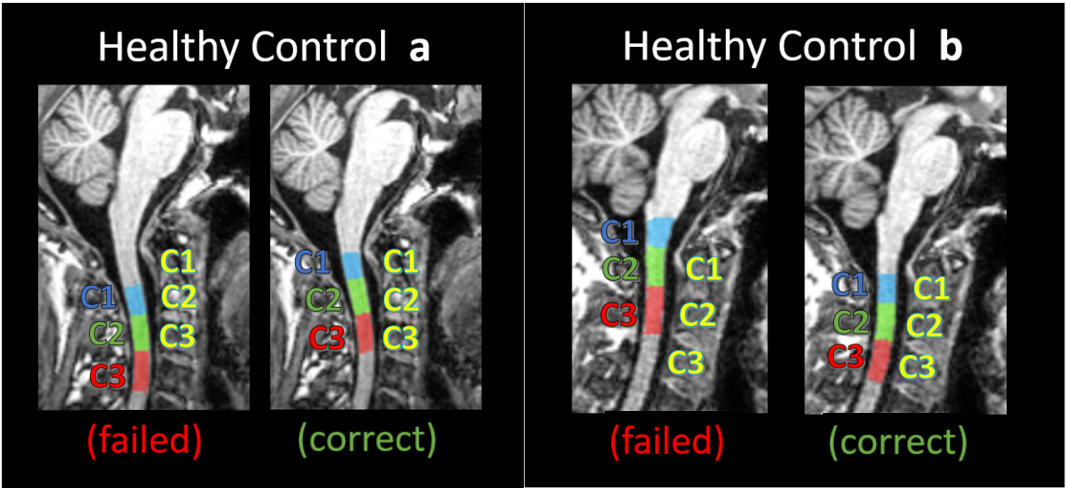 Healthy Control a
C1 C1
C2 C2
C3 C3
(failed)
C1 C1
C2 C2
C3 C3
(correct)
Healthy Control b
C1
C2 C1
C3 C2
C3
(failed)
C1 C1
C2 C2
C3 C3
(correct)